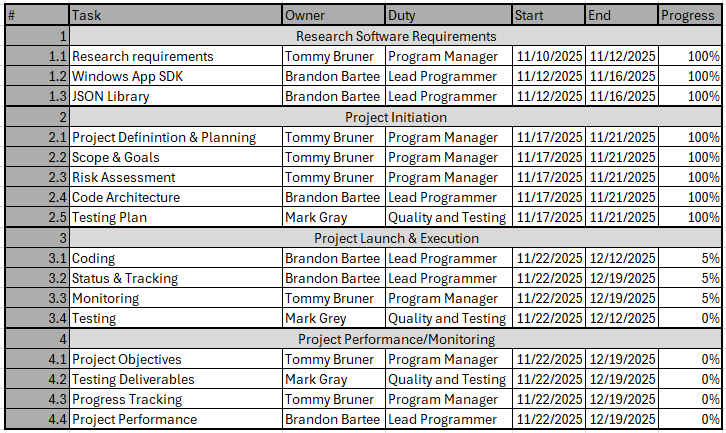 # Task Owner Duty Start End Progress
1 Research Software Requirements
1.1 Research requirements Tommy Bruner Program Manager 11/10/2025 11/12/2025 100%
1.2 Windows App SDK Brandon Bartee Lead Programmer 11/12/2025 11/16/2025 100%
1.3 JSON Library Brandon Bartee Lead Programmer 11/12/2025 11/16/2025 100%
2 Project Initiation
2.1 Project Definintion & Planning Tommy Bruner Program Manager 11/17/2025 11/21/2025 100%
2.2 Scope & Goals Tommy Bruner Program Manager 11/17/2025 11/21/2025 100%
2.3 Risk Assessment Tommy Bruner Program Manager 11/17/2025 11/21/2025 100%
2.4 Code Architecture Brandon Bartee Lead Programmer 11/17/2025 11/21/2025 100%
2.5 Testing Plan Mark Gray Quality and Testing 11/17/2025 11/21/2025 100%
3 Project Launch & Execution
3.1 Coding Brandon Bartee Lead Programmer 11/22/2025 12/12/2025 5%
3.2 Status & Tracking Brandon Bartee Lead Programmer 11/22/2025 12/19/2025 5%
3.3 Monitoring Tommy Bruner Program Manager 11/22/2025 12/19/2025 5%
3.4 Testing Mark Grey Quality and Testing 11/22/2025 12/12/2025 0%
4 Project Performance/Monitoring
4.1 Project Objectives Tommy Bruner Program Manager 11/22/2025 12/19/2025 0%
4.2 Testing Deliverables Mark Gray Quality and Testing 11/22/2025 12/19/2025 0%
4.3 Progress Tracking Tommy Bruner Program Manager 11/22/2025 12/19/2025 0%
4.4 Project Performance Brandon Bartee Lead Programmer 11/22/2025 12/19/2025 0%